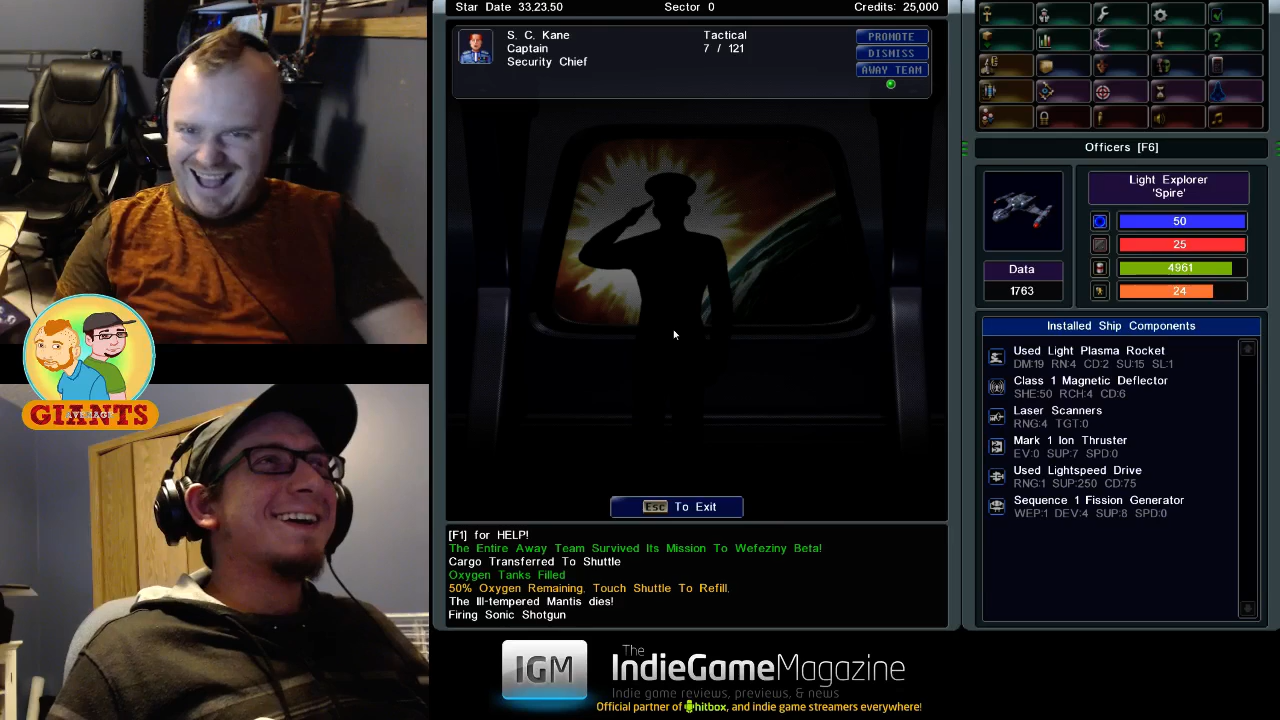 Star Date 33.23.50 Sector 0 Credits: 25,000
S. C. Kane Tactical
Captain 7 / 121
Security Chief
PROMOTE
DISMISS
AWAY TEAM
Esc To Exit
[F1] for HELP!
The Entire Away Team Survived Its Mission To Wefeziny Beta!
Cargo Transferred To Shuttle
Oxygen Tanks Filled
50% Oxygen Remaining, Touch Shuttle To Refill.
The Ill-tempered Mantis dies!
Firing Sonic Shotgun
Officers [F6]
Light Explorer
'Spire'
50
25
4961
24
Data
1763
Installed Ship Components
Used Light Plasma Rocket
DM:19 RN:4 CD:2 SU:15 SL:1
Class 1 Magnetic Deflector
SHE:50 RCH:4 CD:6
Laser Scanners
RNG:4 TGT:0
Mark 1 Ion Thruster
EV:0 SUP:7 SPD:0
Used Lightspeed Drive
RNG:1 SUP:250 CD:75
Sequence 1 Fission Generator
WEP:1 DEV:4 SUP:8 SPD:0
AVERAGE
GIANTS
IGM
The
IndieGameMagazine
Indie game reviews, previews, & news
Official partner of hitbox, and indie game streamers everywhere!